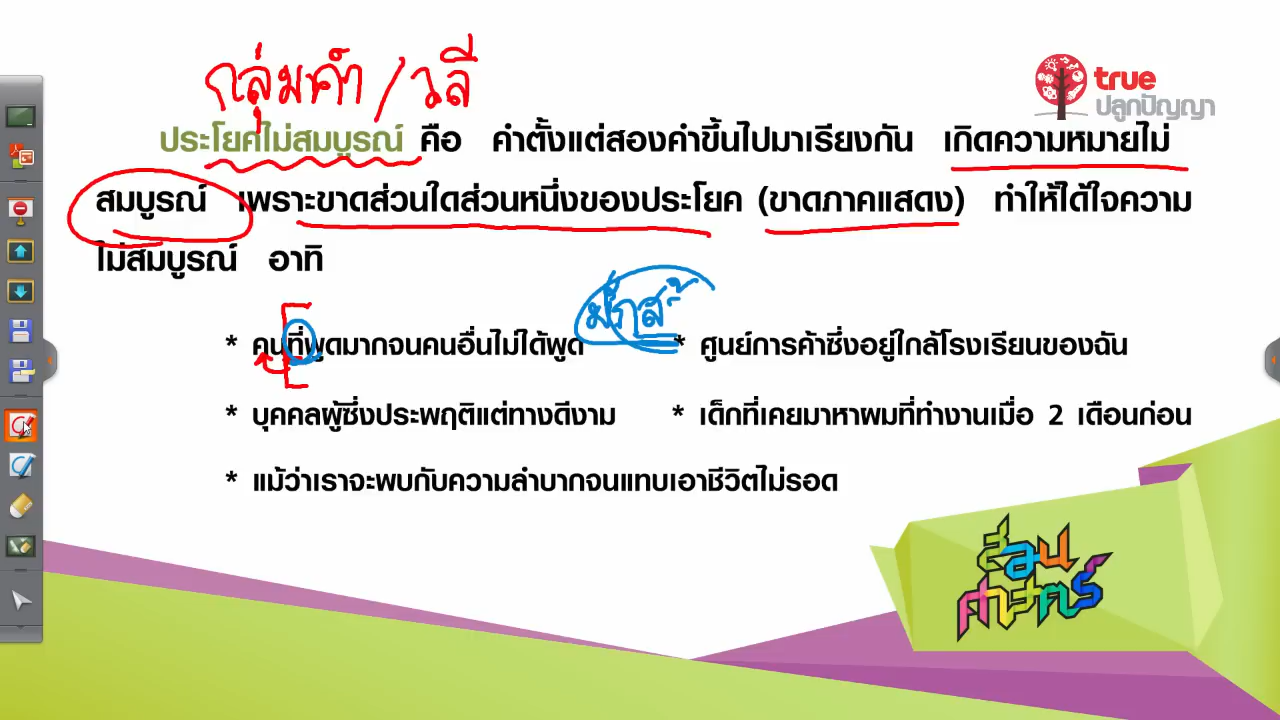 กลุ่มคำ / วลี
true
ปลูกปัญญา
ประโยคไม่สมบูรณ์ คือ คำตั้งแต่สองคำขึ้นไปมาเรียงกัน เกิดความหมายไม่
สมบูรณ์ เพราะขาดส่วนใดส่วนหนึ่งของประโยค (ขาดภาคแสดง) ทำให้ได้ใจความ
ไม่สมบูรณ์ อาทิ
* คนที่พูดมากจนคนอื่นไม่ได้พูด * ศูนย์การค้าซึ่งอยู่ใกล้โรงเรียนของฉัน
* บุคคลผู้ซึ่งประพฤติแต่ทางดีงาม * เด็กที่เคยมาหาผมที่ทำงานเมื่อ 2 เดือนก่อน
* แม้ว่าเราจะพบกับความลำบากจนแทบเอาชีวิตไม่รอด
สอน
ศาสตร์